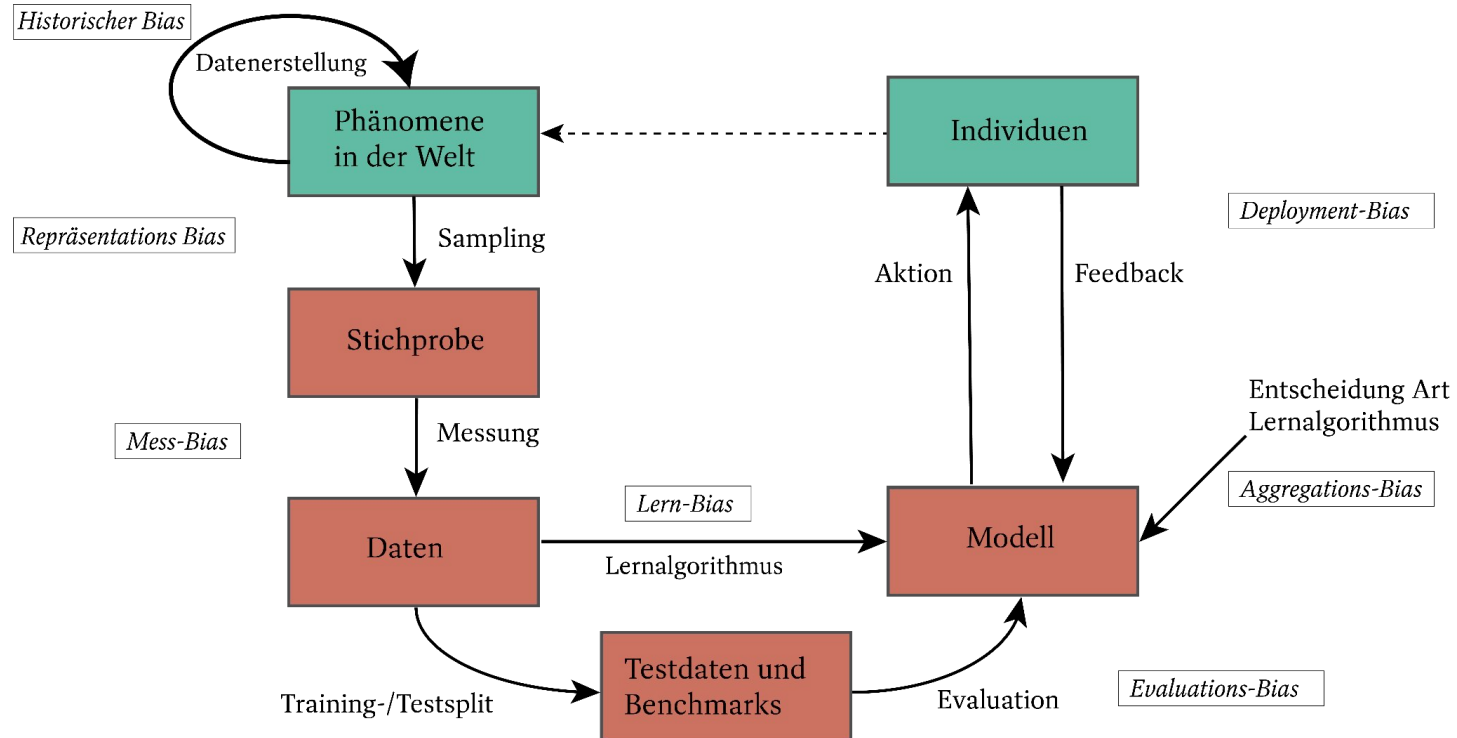 Historischer Bias
Datenerstellung
Phänomene
in der Welt
Individuen
Repräsentations Bias
Sampling
Deployment-Bias
Aktion
Feedback
Stichprobe
Mess-Bias
Messung
Entscheidung Art
Lernalgorithmus
Lern-Bias
Aggregations-Bias
Daten
Lernalgorithmus
Modell
Training-/Testsplit
Testdaten und
Benchmarks
Evaluation
Evaluations-Bias